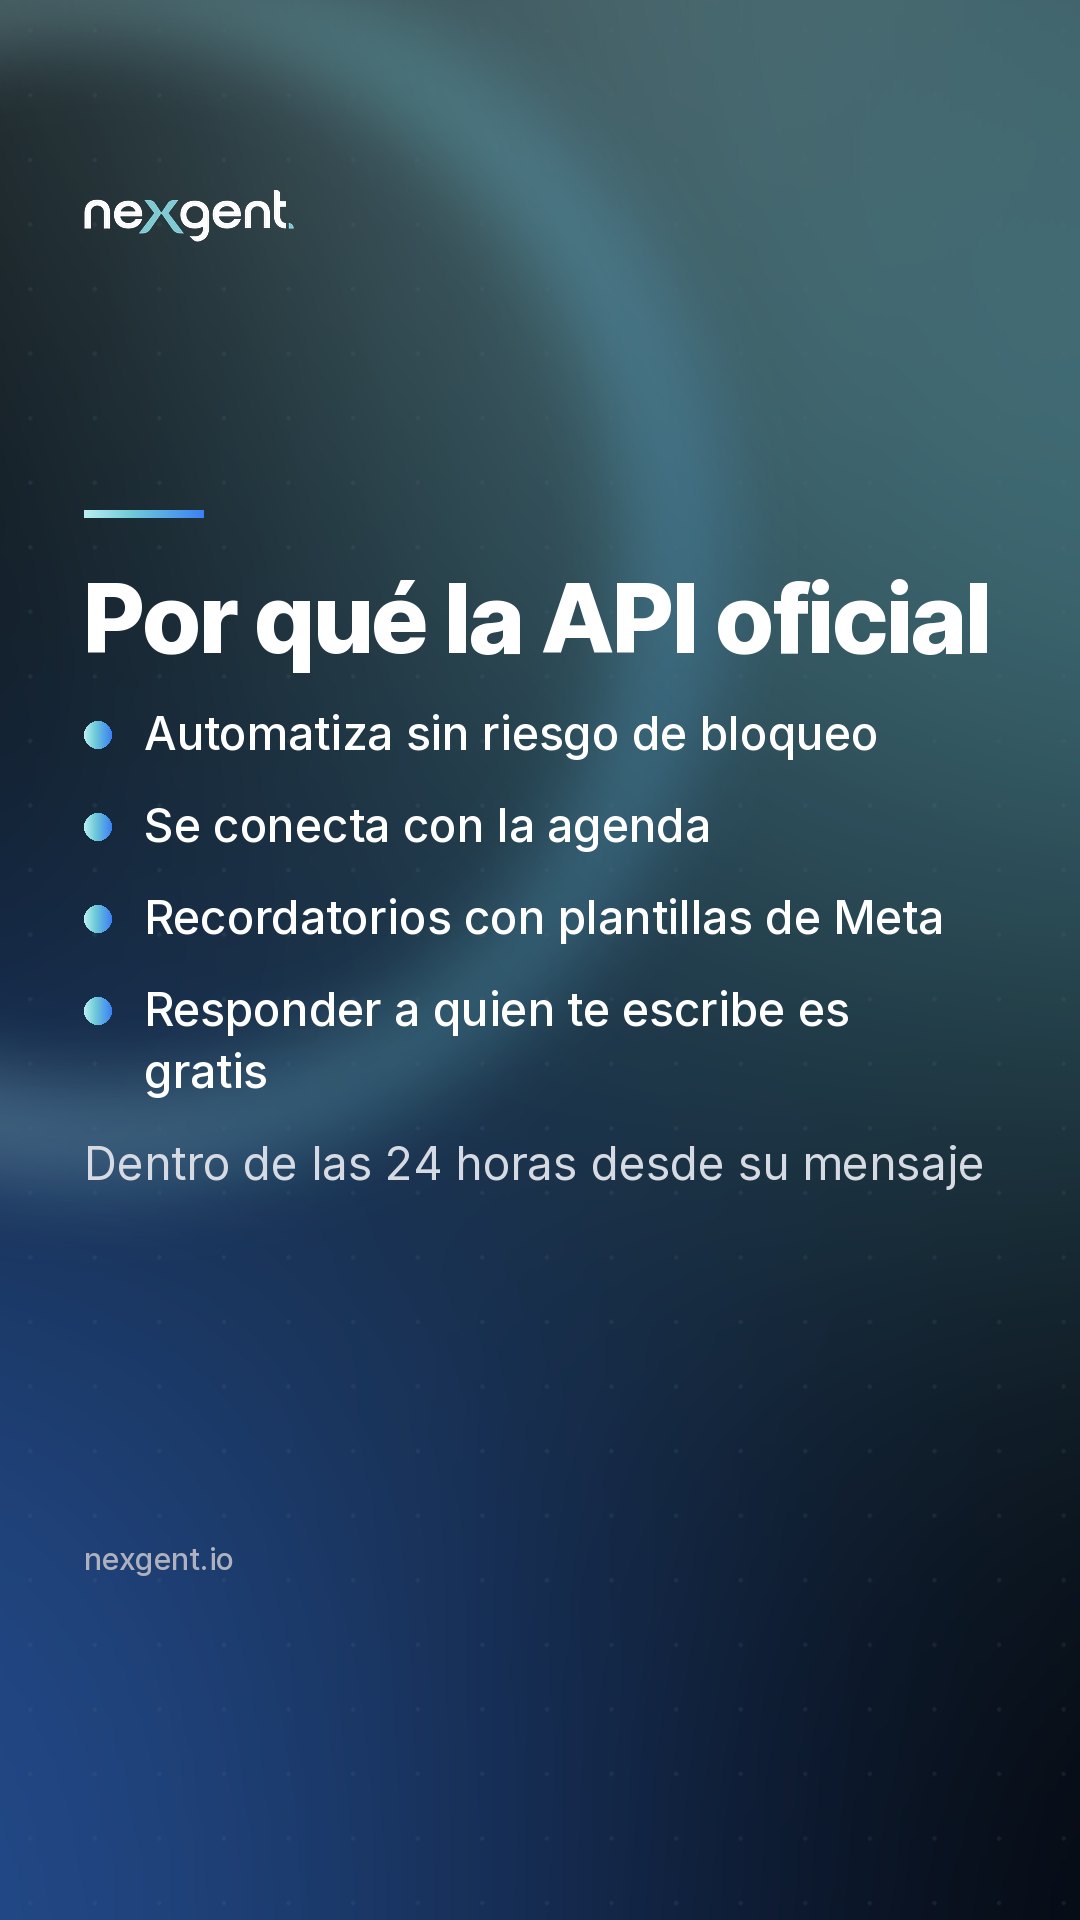 nexgent.
Por qué la API oficial
Automatiza sin riesgo de bloqueo
Se conecta con la agenda
Recordatorios con plantillas de Meta
Responder a quien te escribe es
gratis
Dentro de las 24 horas desde su mensaje
nexgent.io